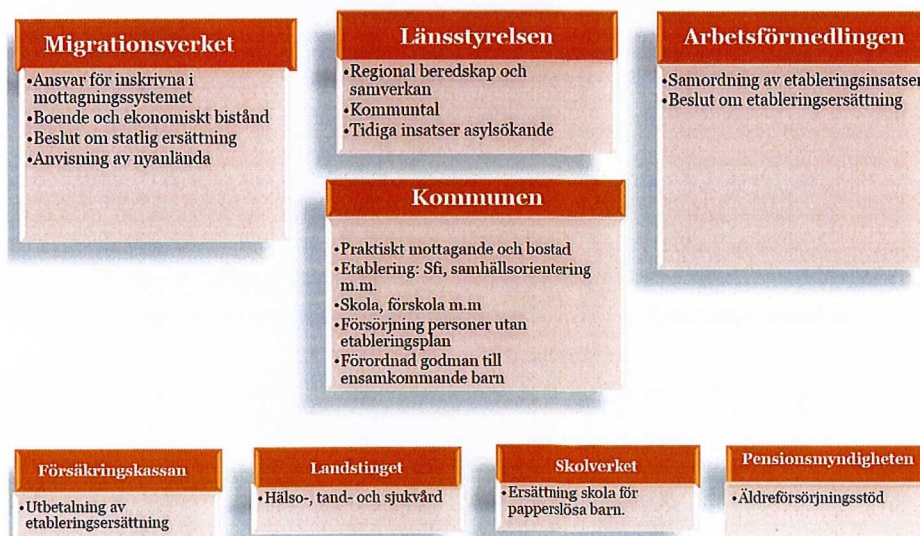 Migrationsverket
•Ansvar för inskrivna i
mottagningssystemet
•Boende och ekonomiskt bistånd
•Beslut om statlig ersättning
•Anvisning av nyanlända
Länsstyrelsen
•Regional beredskap och
samverkan
•Kommuntal
•Tidiga insatser asylsökande
Arbetsförmedlingen
•Samordning av etableringsinsatser
•Beslut om etableringsersättning
Kommunen
•Praktiskt mottagande och bostad
•Etablering: Sfi, samhällsorientering
m.m.
•Skola, förskola m.m
•Försörjning personer utan
etableringsplan
•Förordnad godman till
ensamkommande barn
Försäkringskassan
•Utbetalning av
etableringsersättning
Landstinget
•Hälso-, tand- och sjukvård
Skolverket
•Ersättning skola för
papperslösa barn.
Pensionsmyndigheten
•Äldreförsörjningsstöd